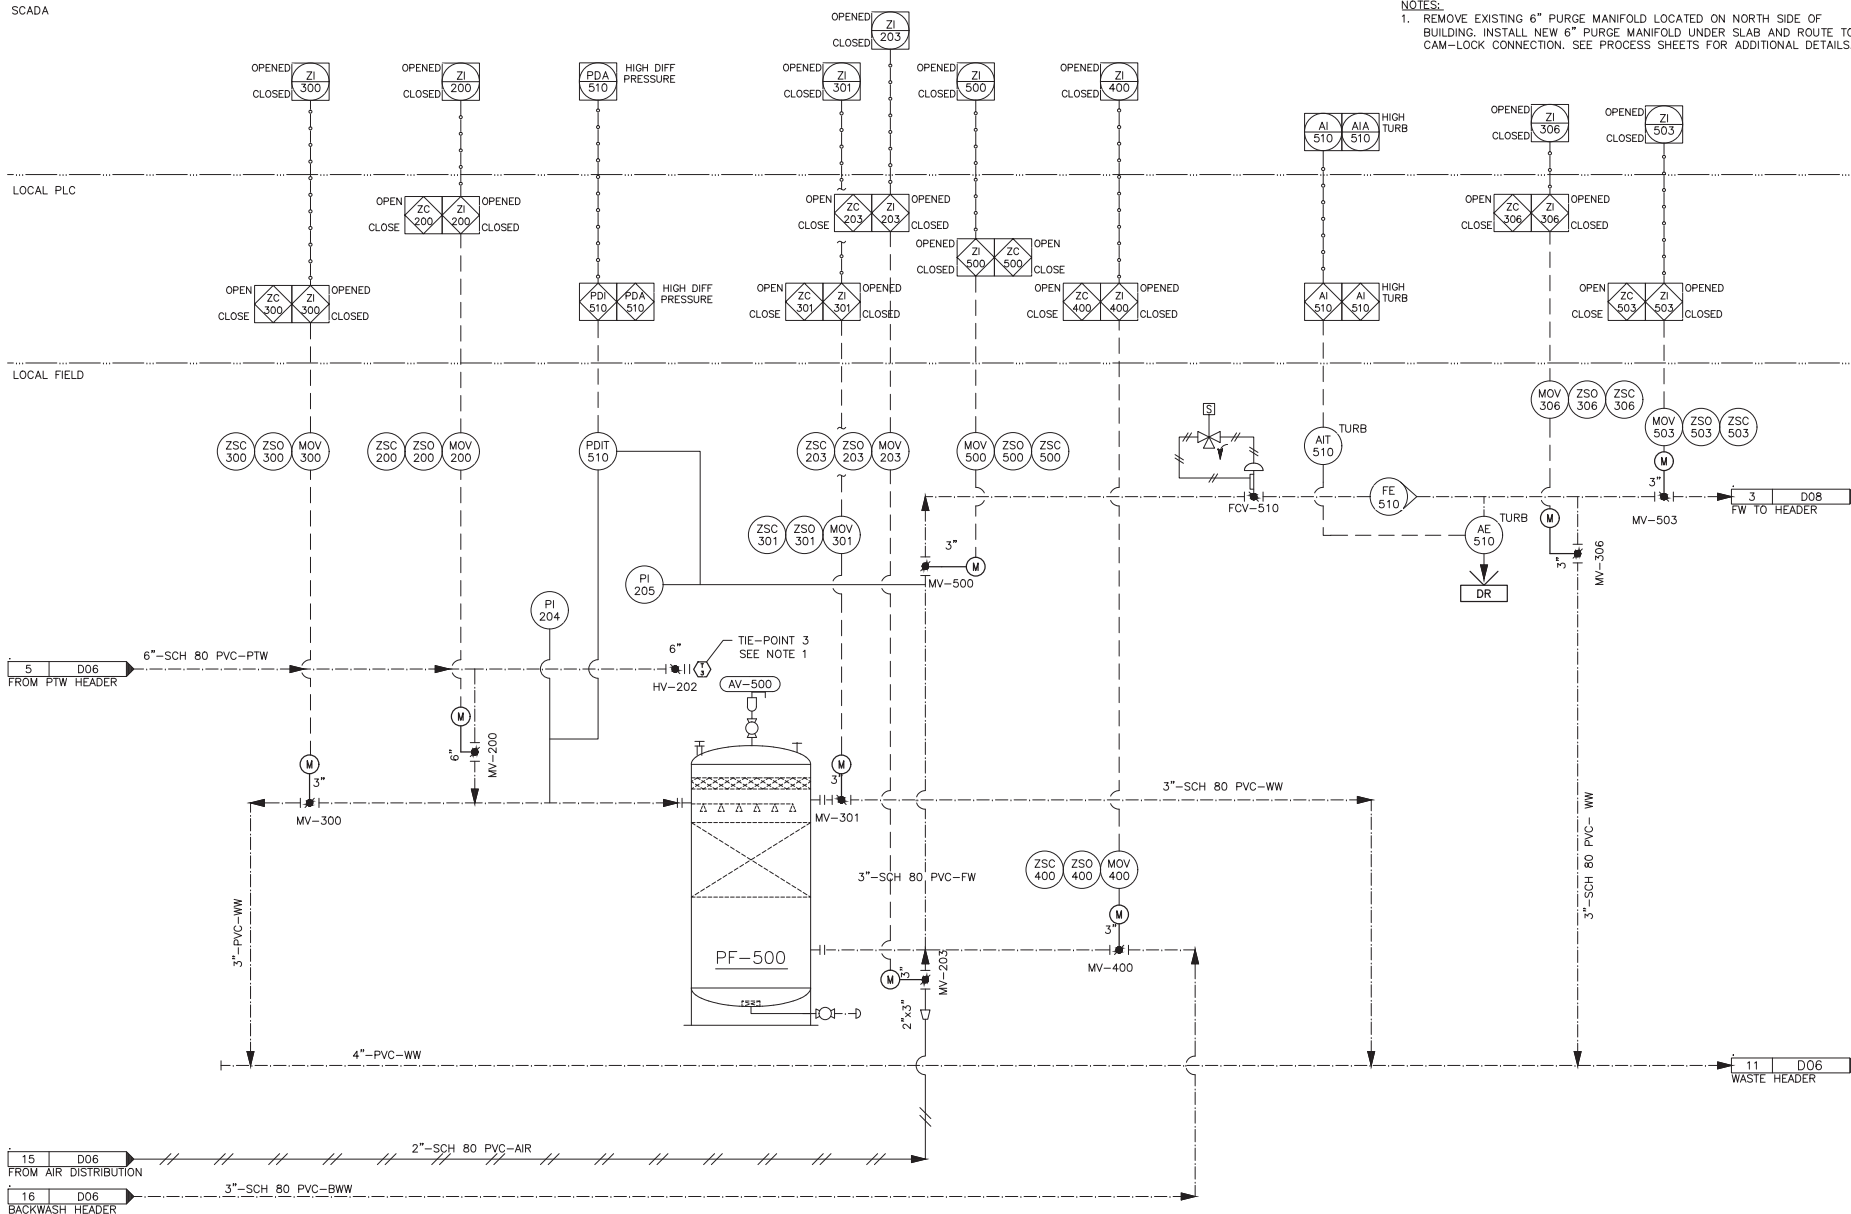 SCADA
NOTES:
1. REMOVE EXISTING 6" PURGE MANIFOLD LOCATED ON NORTH SIDE OF
BUILDING. INSTALL NEW 6" PURGE MANIFOLD UNDER SLAB AND ROUTE TO
CAM-LOCK CONNECTION. SEE PROCESS SHEETS FOR ADDITIONAL DETAILS
OPENED
ZI
203
CLOSED
OPENED
ZI
300
CLOSED
OPENED
ZI
200
CLOSED
PDA
510
HIGH DIFF
PRESSURE
OPENED
ZI
301
CLOSED
OPENED
ZI
500
CLOSED
OPENED
ZI
400
CLOSED
AI
510
AIA
510
HIGH
TURB
OPENED
ZI
306
CLOSED
OPENED
ZI
503
CLOSED
LOCAL PLC
OPEN
CLOSE
ZC
200
ZI
200
OPENED
CLOSED
OPEN
CLOSE
ZC
203
ZI
203
OPENED
CLOSED
OPEN
CLOSE
ZC
306
ZI
306
OPENED
CLOSED
OPENED
CLOSED
ZI
500
ZC
500
OPEN
CLOSE
OPEN
CLOSE
ZC
300
ZI
300
OPENED
CLOSED
PDI
510
PDA
510
HIGH DIFF
PRESSURE
OPEN
CLOSE
ZC
301
ZI
301
OPENED
CLOSED
OPEN
CLOSE
ZC
400
ZI
400
OPENED
CLOSED
AI
510
AI
510
HIGH
TURB
OPEN
CLOSE
ZC
503
ZI
503
OPENED
CLOSED
LOCAL FIELD
MOV
306
ZSO
306
ZSC
306
MOV
503
ZSO
503
ZSC
503
ZSC
300
ZSO
300
MOV
300
ZSC
200
ZSO
200
MOV
200
PDIT
510
ZSC
203
ZSO
203
MOV
203
MOV
500
ZSO
500
ZSC
500
S
AIT
510
TURB
M
3"
FCV-510
FE
510
MV-503
3 D08
FW TO HEADER
ZSC
301
ZSO
301
MOV
301
AE
510
TURB
M
3"
MV-306
DR
3"
M
MV-500
PI
205
PI
204
5 D06
FROM PTW HEADER
6"-SCH 80 PVC-PTW
6"
HV-202
T
3
TIE-POINT 3
SEE NOTE 1
AV-500
M
6"
MV-200
M
3"
MV-300
M
3"
MV-301
3"-SCH 80 PVC-WW
3"-SCH 80 PVC-FW
ZSC
400
ZSO
400
MOV
400
M
3"
MV-400
3"-SCH 80 PVC- WW
3"-PVC-WW
PF-500
M
3"
MV-203
2"x3"
4"-PVC-WW
11 D06
WASTE HEADER
15 D06
FROM AIR DISTRIBUTION
2"-SCH 80 PVC-AIR
16 D06
BACKWASH HEADER
3"-SCH 80 PVC-BWW